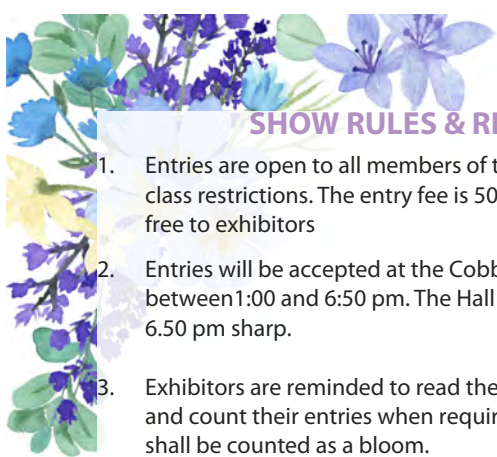 SHOW RULES & RE
1. Entries are open to all members of t
class restrictions. The entry fee is 50
free to exhibitors
2. Entries will be accepted at the Cobb
between1:00 and 6:50 pm. The Hall
6.50 pm sharp.
3. Exhibitors are reminded to read the
and count their entries when requir
shall be counted as a bloom.